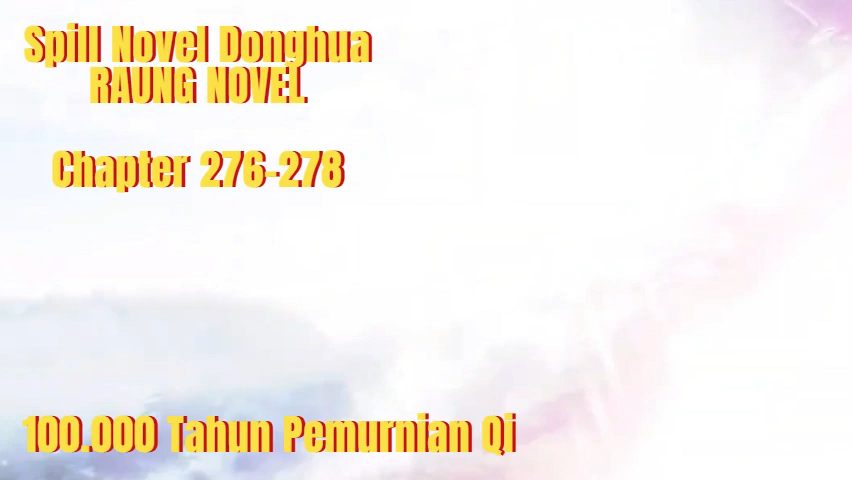 Spill Novel Donghua
RAUNG NOVEL
Chapter 276-278
100.000 Tahun Pemurnian Qi